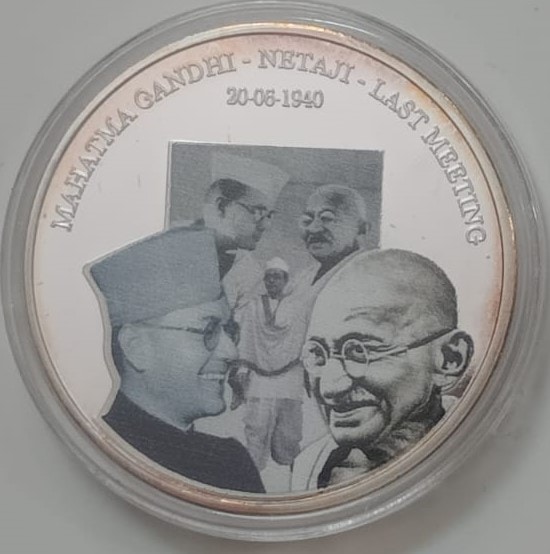 MAHATMA GANDHI - NETAJI - LAST MEETING
20-06-1940